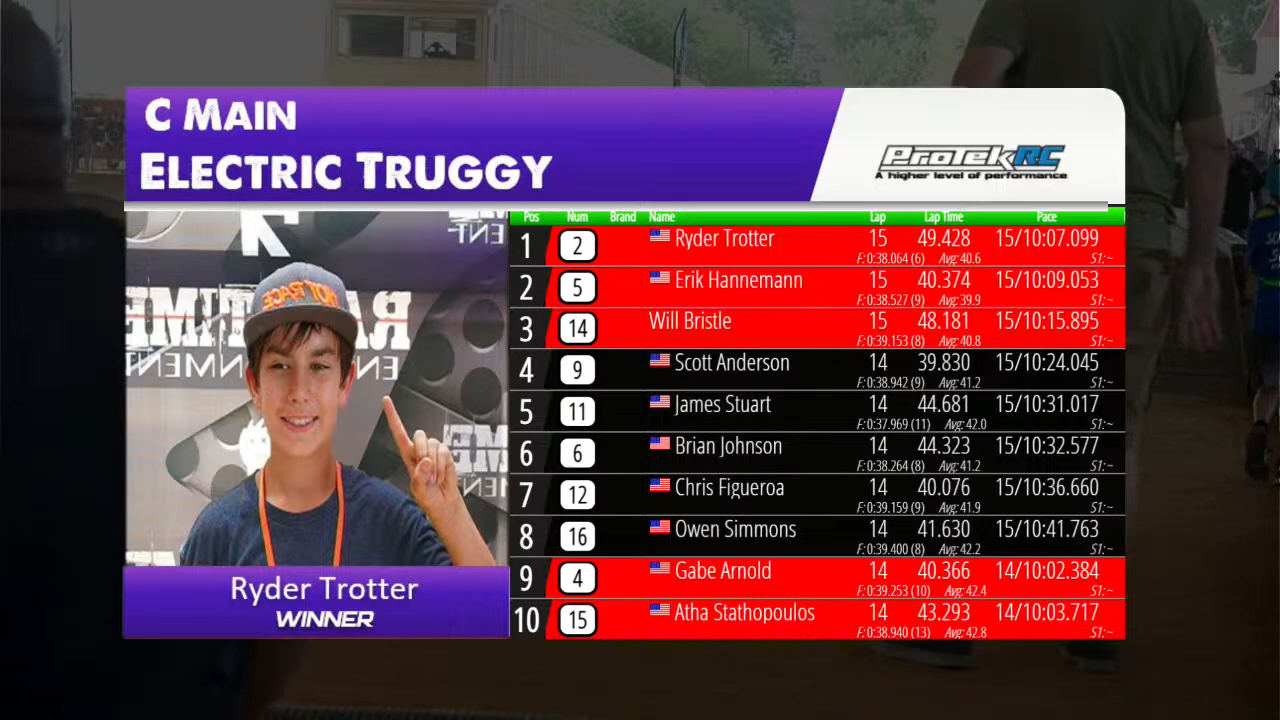 C MAIN
ELECTRIC TRUGGY
PROTEK RC
A higher level of performance
Pos Num Brand Name Lap Lap Time Pace
1 2 Ryder Trotter 15 49.428 15/10:07.099
F: 0:38.064 (6) Avg: 40.6 S1: ~
2 5 Erik Hannemann 15 40.374 15/10:09.053
F: 0:38.527 (9) Avg: 39.9 S1: ~
3 14 Will Bristle 15 48.181 15/10:15.895
F: 0:39.153 (8) Avg: 40.8 S1: ~
4 9 Scott Anderson 14 39.830 15/10:24.045
F: 0:38.942 (9) Avg: 41.2 S1: ~
5 11 James Stuart 14 44.681 15/10:31.017
F: 0:37.969 (11) Avg: 42.0 S1: ~
6 6 Brian Johnson 14 44.323 15/10:32.577
F: 0:38.264 (8) Avg: 41.2 S1: ~
7 12 Chris Figueroa 14 40.076 15/10:36.660
F: 0:39.159 (9) Avg: 41.9 S1: ~
8 16 Owen Simmons 14 41.630 15/10:41.763
F: 0:39.400 (8) Avg: 42.2 S1: ~
9 4 Gabe Arnold 14 40.366 14/10:02.384
F: 0:39.253 (10) Avg: 42.4 S1: ~
10 15 Atha Stathopoulos 14 43.293 14/10:03.717
F: 0:38.940 (13) Avg: 42.8 S1: ~
HOT RACE
Ryder Trotter
WINNER